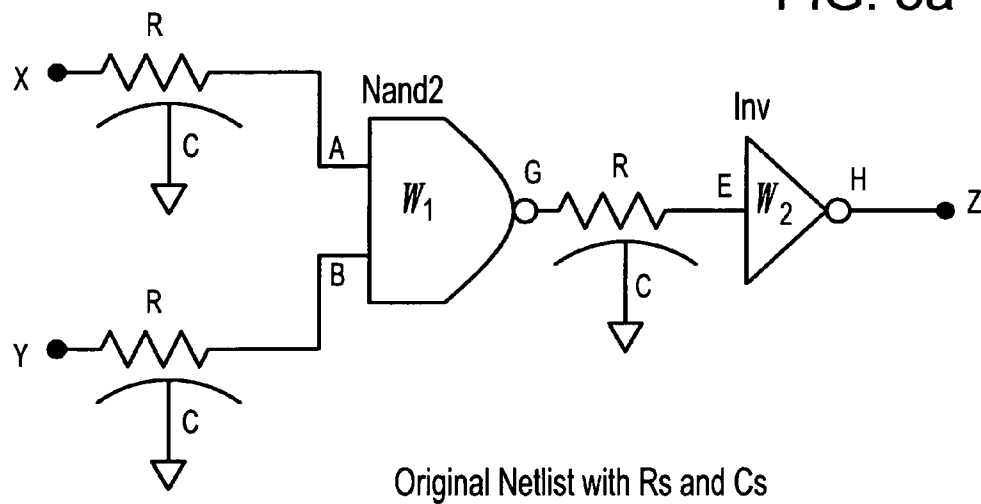 R
X
C
Nand2
A
W1
B
G
R
E
C
Inv
W2
H
Z
R
Y
C
Original Netlist with Rs and Cs